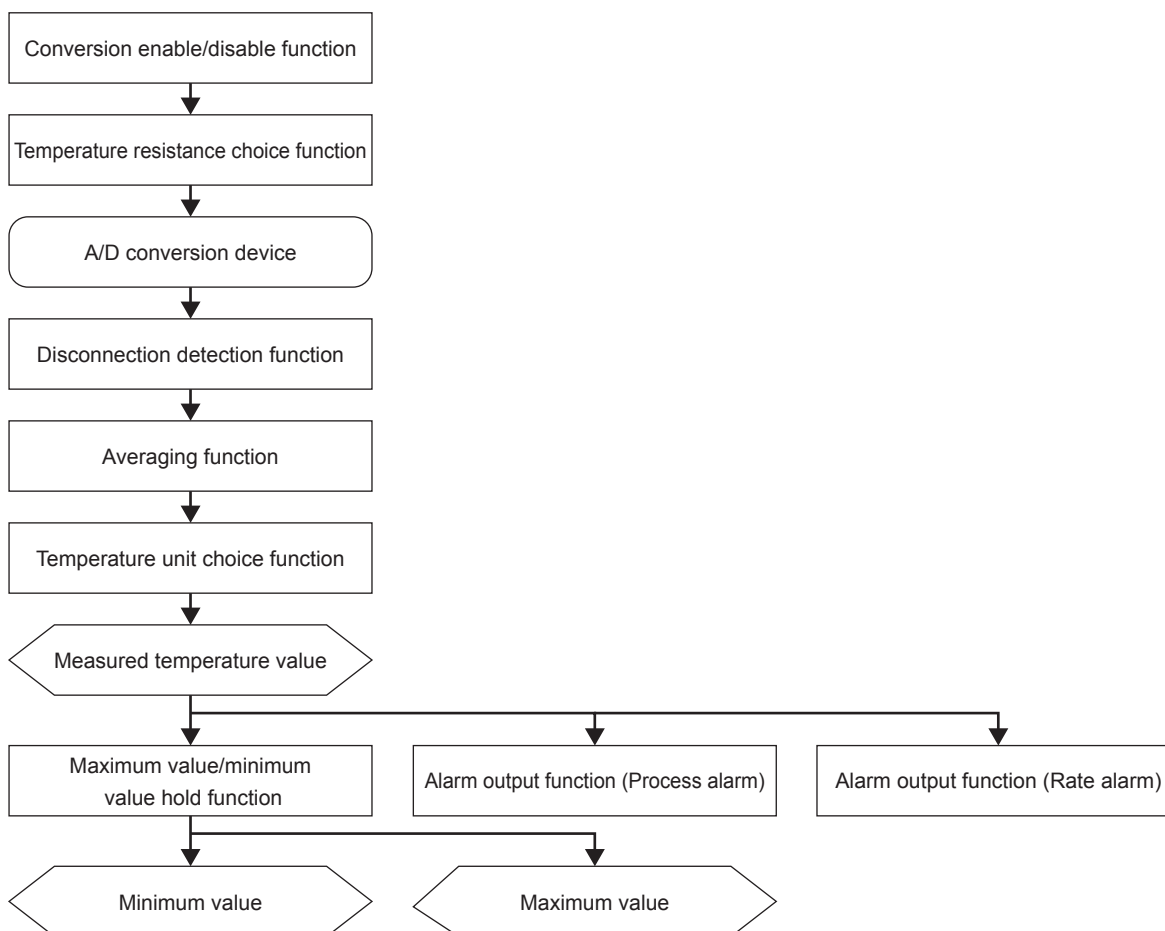 Conversion enable/disable function
Temperature resistance choice function
A/D conversion device
Disconnection detection function
Averaging function
Temperature unit choice function
Measured temperature value
Maximum value/minimum
value hold function
Alarm output function (Process alarm)
Alarm output function (Rate alarm)
Minimum value
Maximum value